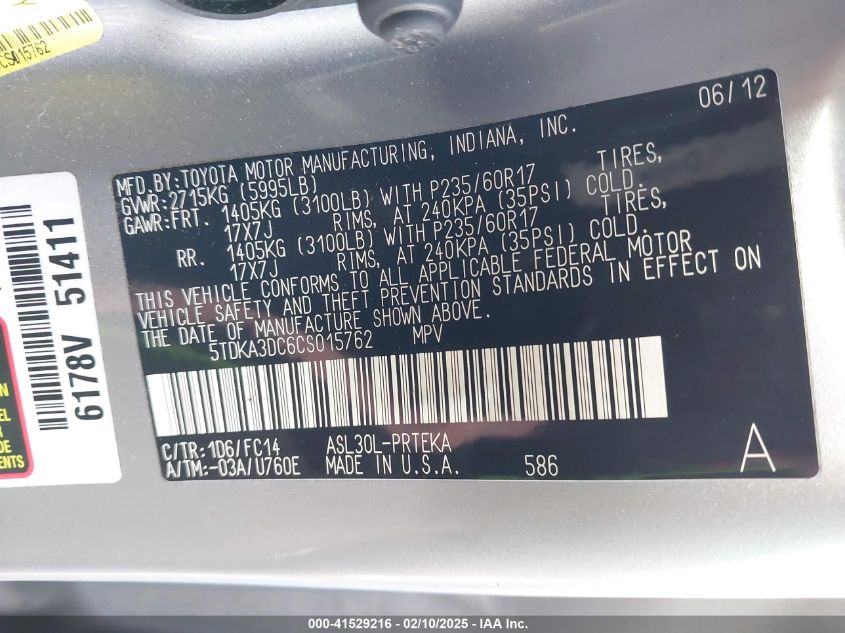 Y
CS015762
6178V 51411
EL
DE
ENTS
06/12
MFD.BY:TOYOTA MOTOR MANUFACTURING, INDIANA, INC.
GVWR:2715KG (5995LB)
GAWR:FRT. 1405KG (3100LB) WITH P235/60R17 TIRES,
17X7J RIMS, AT 240KPA (35PSI) COLD.
RR. 1405KG (3100LB) WITH P235/60R17 TIRES,
17X7J RIMS, AT 240KPA (35PSI) COLD.
THIS VEHICLE CONFORMS TO ALL APPLICABLE FEDERAL MOTOR
VEHICLE SAFETY AND THEFT PREVENTION STANDARDS IN EFFECT ON
THE DATE OF MANUFACTURE SHOWN ABOVE.
5TDKA3DC6CS015762 MPV
C/TR:1D6/FC14 ASL30L-PRTEKA
A/TM:-03A/U760E MADE IN U.S.A. 586 A
000-41529216 - 02/10/2025 - IAA Inc.